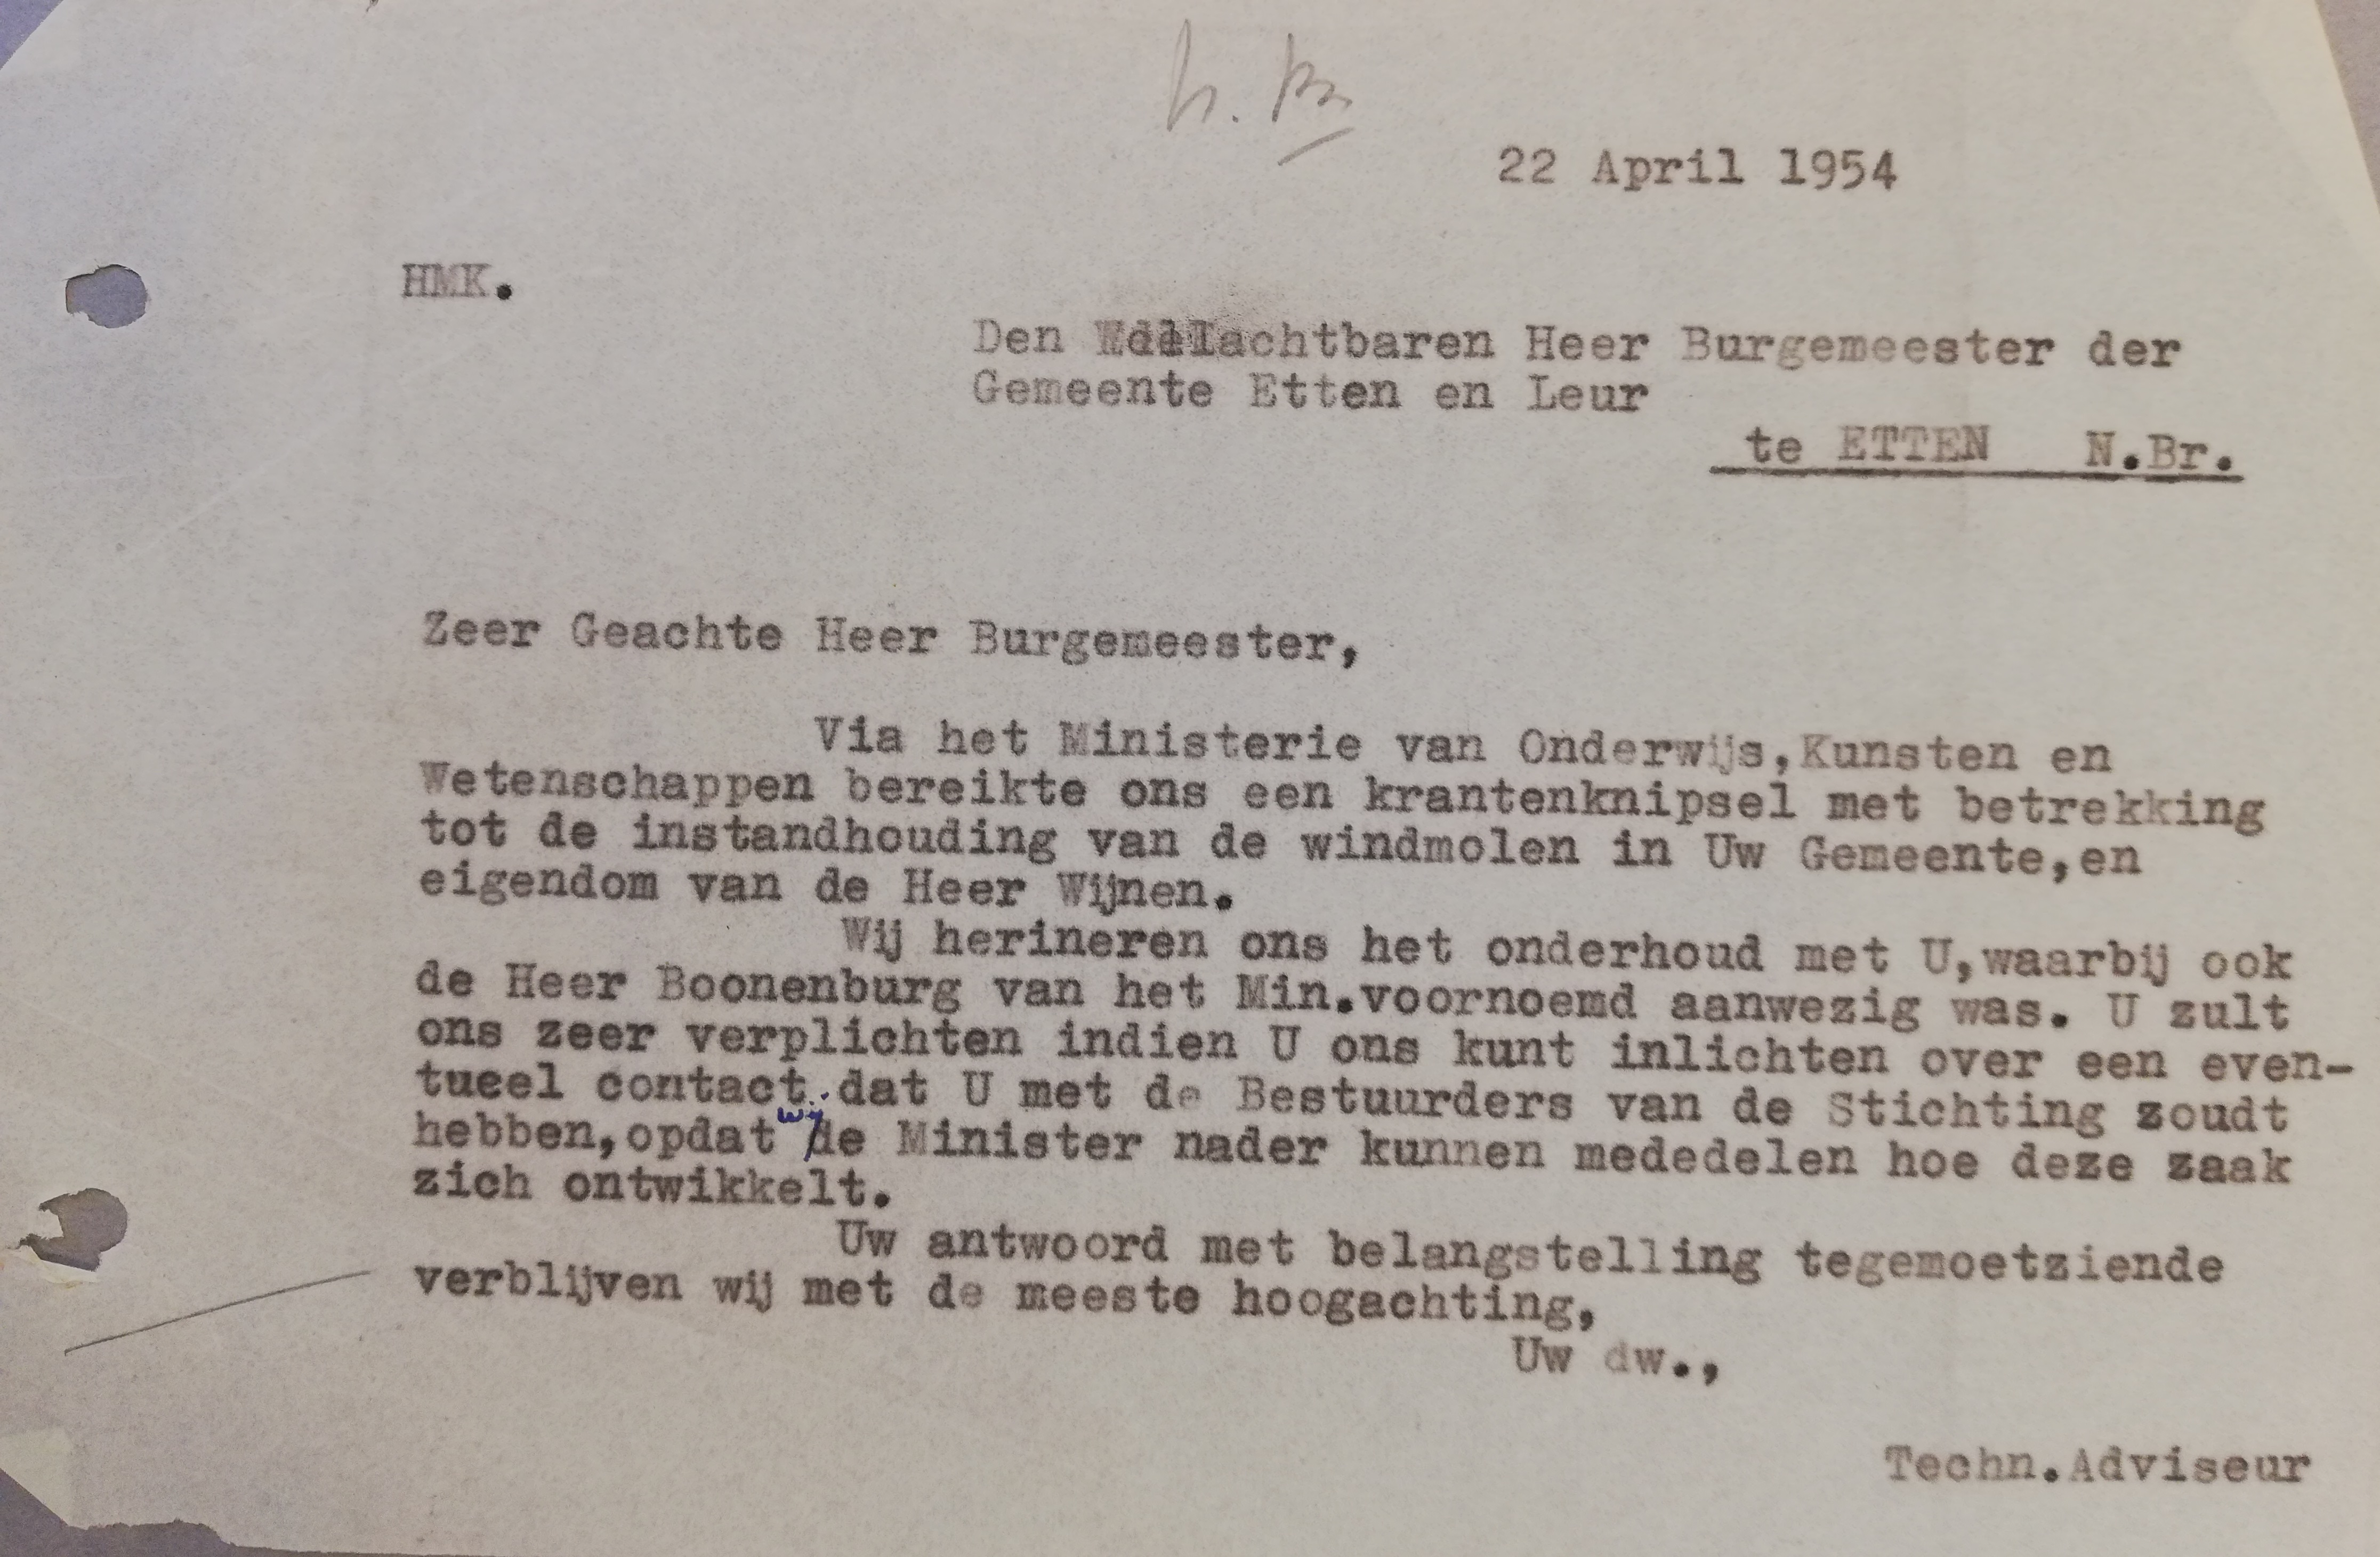 22 April 1954
HMK.
Den Edelachtbaren Heer Burgemeester der
Gemeente Etten en Leur
te ETTEN N.Br.
Zeer Geachte Heer Burgemeester,
Via het Ministerie van Onderwijs,Kunsten en
Wetenschappen bereikte ons een krantenknipsel met betrekking
tot de instandhouding van de windmolen in Uw Gemeente,en
eigendom van de Heer Wijnen.
Wij herineren ons het onderhoud met U,waarbij ook
de Heer Boonenburg van het Min.voornoemd aanwezig was. U zult
ons zeer verplichten indien U ons kunt inlichten over een even-
tueel contact dat U met de Bestuurders van de Stichting zoudt
hebben,opdat wij de Minister nader kunnen mededelen hoe deze zaak
zich ontwikkelt.
Uw antwoord met belangstelling tegemoetziende
verblijven wij met de meeste hoogachting,
Uw dw.,
Techn.Adviseur